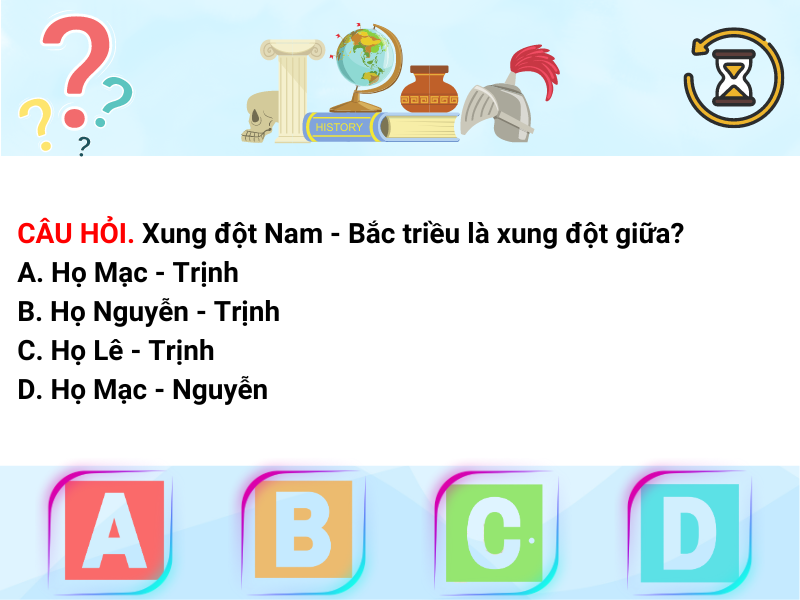 ? ? ?
HISTORY
CÂU HỎI. Xung đột Nam - Bắc triều là xung đột giữa?
A. Họ Mạc - Trịnh
B. Họ Nguyễn - Trịnh
C. Họ Lê - Trịnh
D. Họ Mạc - Nguyễn
A B C D